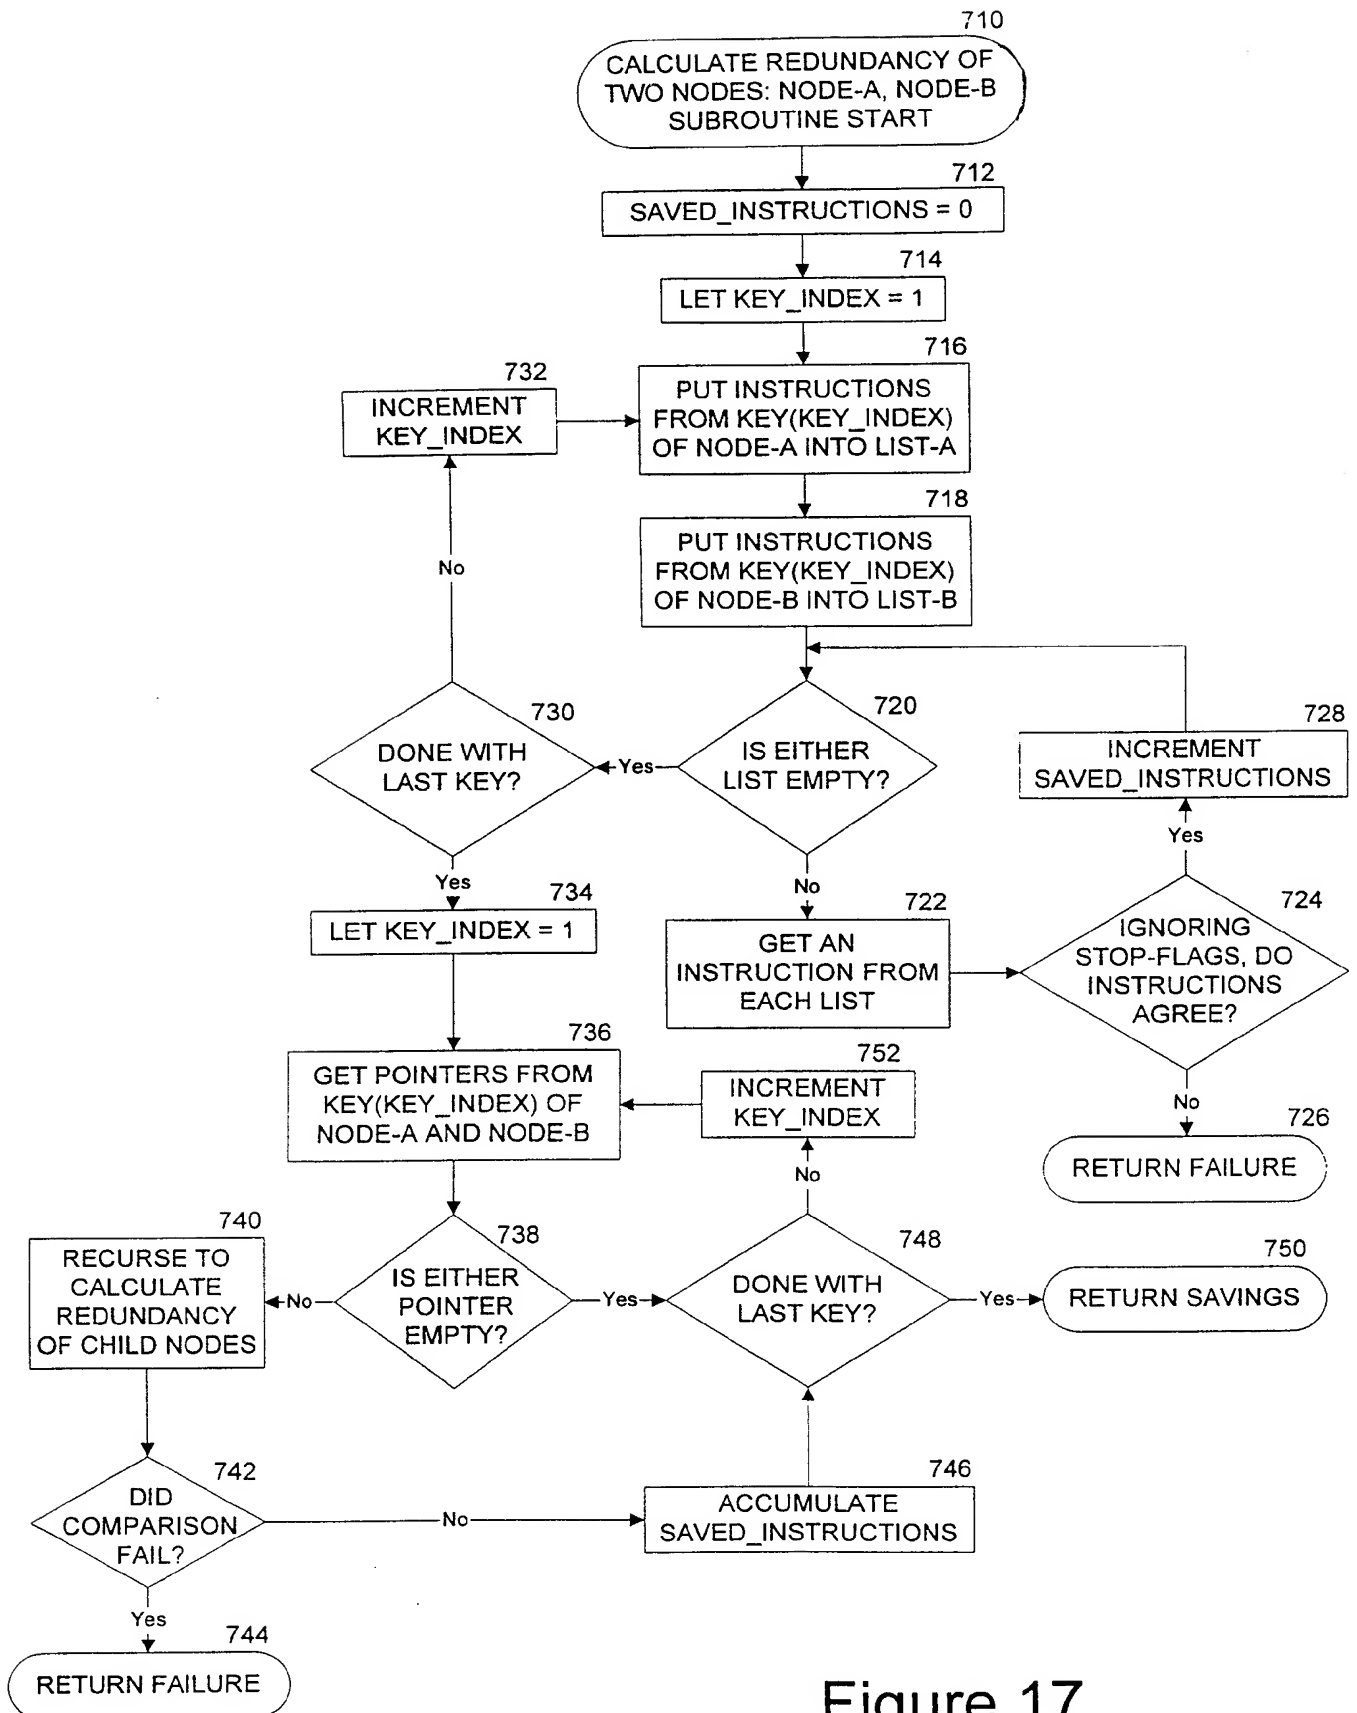 710
CALCULATE REDUNDANCY OF
TWO NODES: NODE-A, NODE-B
SUBROUTINE START
712
SAVED_INSTRUCTIONS = 0
714
LET KEY_INDEX = 1
716
PUT INSTRUCTIONS
FROM KEY(KEY_INDEX)
OF NODE-A INTO LIST-A
732
INCREMENT
KEY_INDEX
718
PUT INSTRUCTIONS
FROM KEY(KEY_INDEX)
OF NODE-B INTO LIST-B
No
730
DONE WITH
LAST KEY?
Yes
720
IS EITHER
LIST EMPTY?
728
INCREMENT
SAVED_INSTRUCTIONS
Yes
Yes
734
LET KEY_INDEX = 1
No
722
GET AN
INSTRUCTION FROM
EACH LIST
724
IGNORING
STOP-FLAGS, DO
INSTRUCTIONS
AGREE?
No
726
RETURN FAILURE
736
GET POINTERS FROM
KEY(KEY_INDEX) OF
NODE-A AND NODE-B
752
INCREMENT
KEY_INDEX
No
740
RECURSE TO
CALCULATE
REDUNDANCY
OF CHILD NODES
No
738
IS EITHER
POINTER
EMPTY?
Yes
748
DONE WITH
LAST KEY?
Yes
750
RETURN SAVINGS
742
DID
COMPARISON
FAIL?
No
746
ACCUMULATE
SAVED_INSTRUCTIONS
Yes
744
RETURN FAILURE
Figure 17